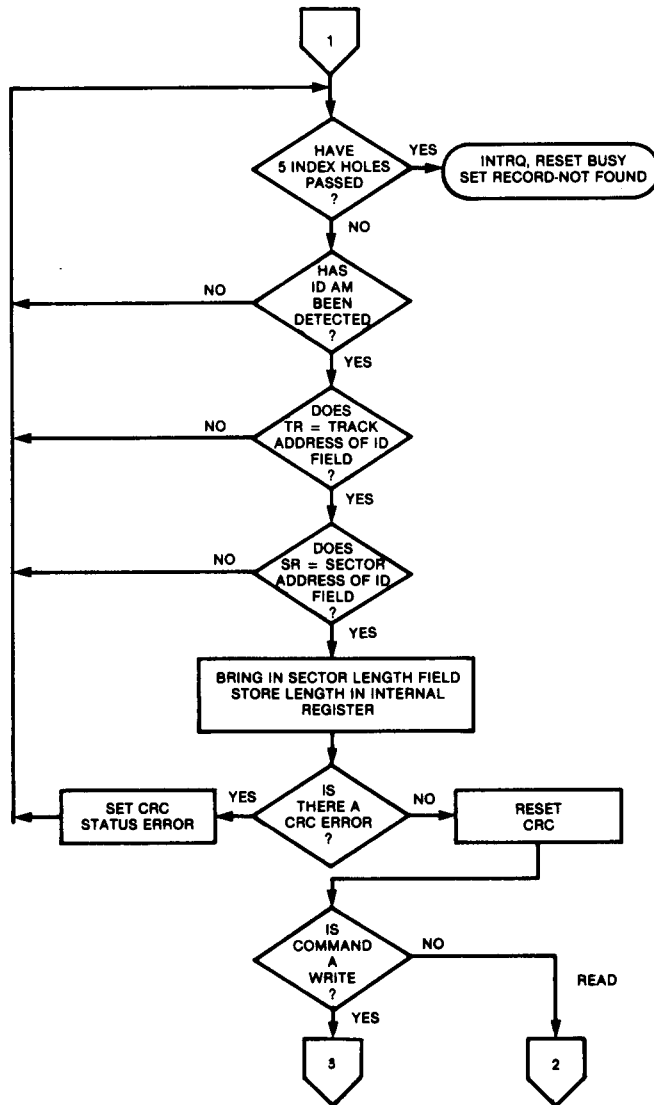 1
HAVE
5 INDEX HOLES
PASSED
?
YES
INTRQ, RESET BUSY
SET RECORD-NOT FOUND
NO
HAS
ID AM
BEEN
DETECTED
?
NO
YES
DOES
TR = TRACK
ADDRESS OF ID
FIELD
?
NO
YES
DOES
SR = SECTOR
ADDRESS OF ID
FIELD
?
NO
YES
BRING IN SECTOR LENGTH FIELD
STORE LENGTH IN INTERNAL
REGISTER
IS
THERE A
CRC ERROR
?
YES
SET CRC
STATUS ERROR
NO
RESET
CRC
IS
COMMAND
A
WRITE
?
NO
READ
YES
3
2